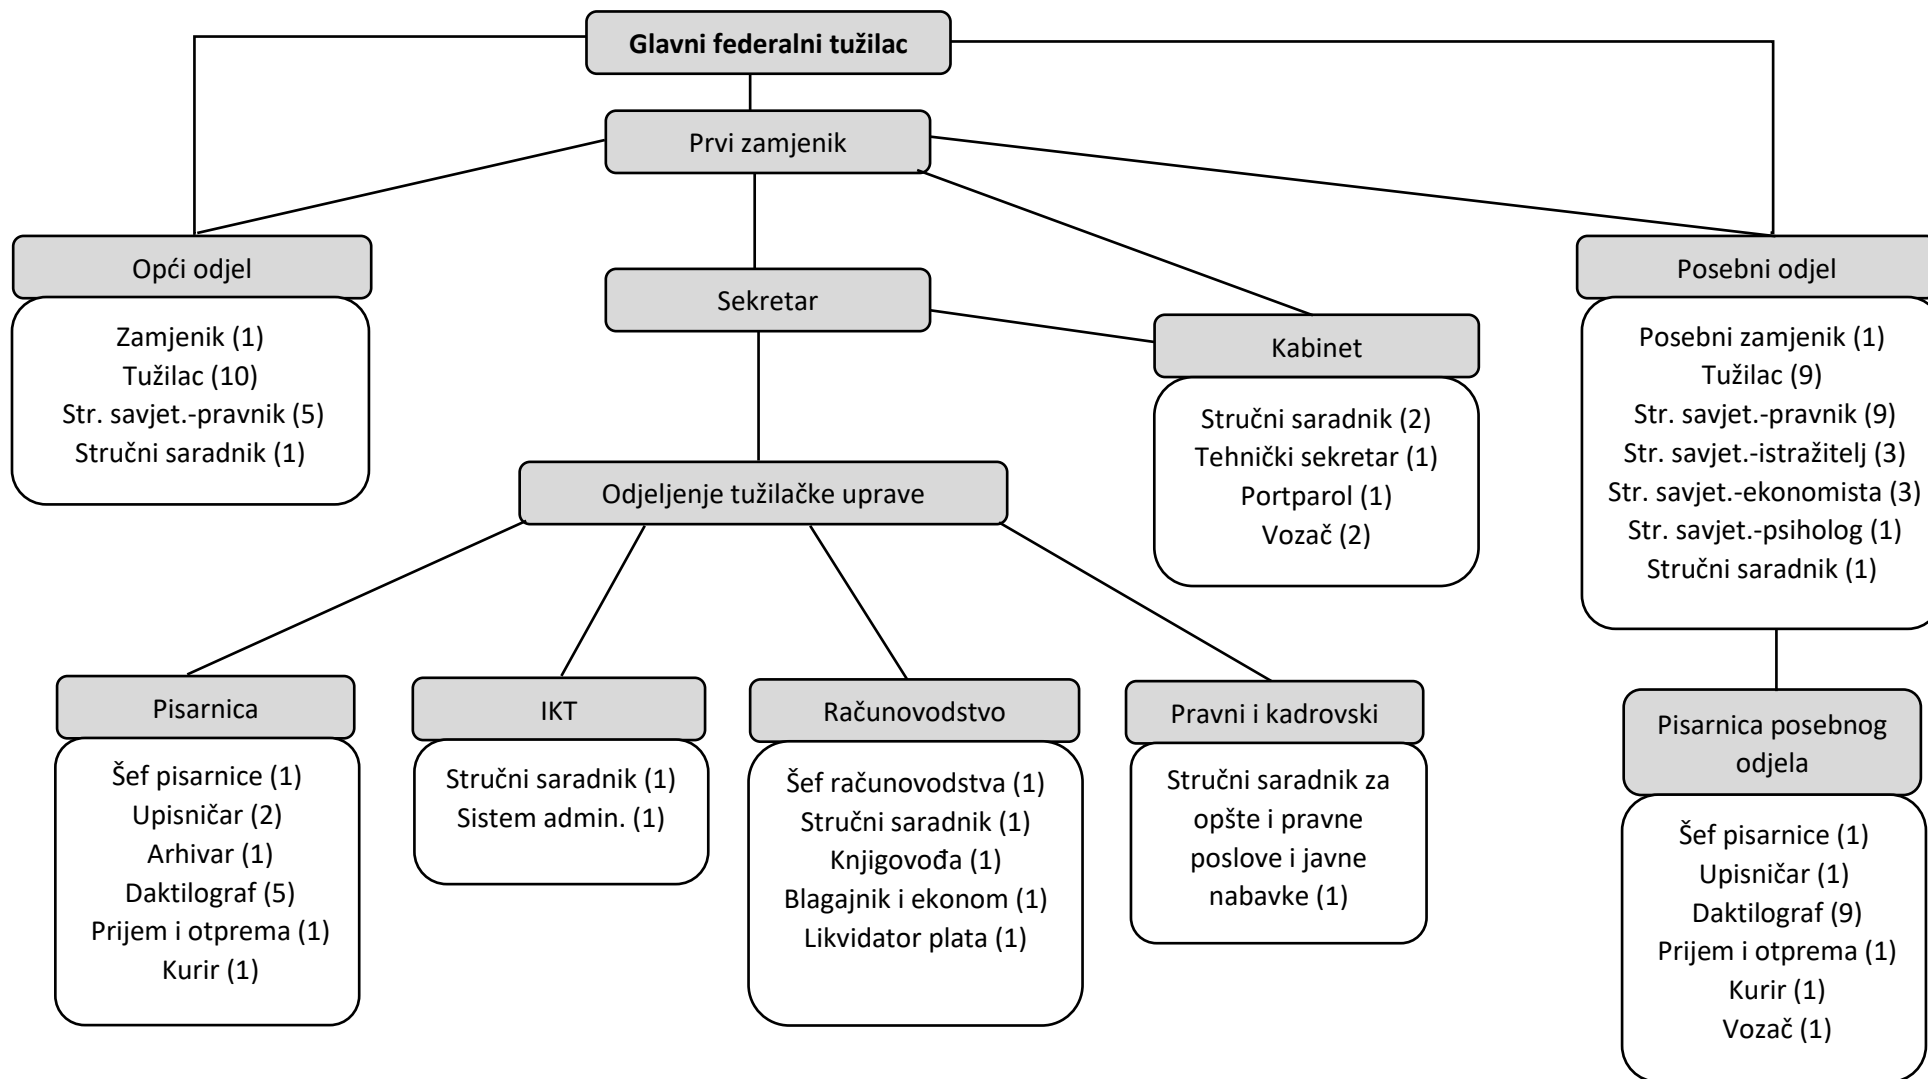 Glavni federalni tužilac
Prvi zamjenik
Opći odjel
Zamjenik (1)
Tužilac (10)
Str. savjet.-pravnik (5)
Stručni saradnik (1)
Sekretar
Kabinet
Stručni saradnik (2)
Tehnički sekretar (1)
Portparol (1)
Vozač (2)
Posebni odjel
Posebni zamjenik (1)
Tužilac (9)
Str. savjet.-pravnik (9)
Str. savjet.-istražitelj (3)
Str. savjet.-ekonomista (3)
Str. savjet.-psiholog (1)
Stručni saradnik (1)
Odjeljenje tužilačke uprave
Pisarnica
Šef pisarnice (1)
Upisničar (2)
Arhivar (1)
Daktilograf (5)
Prijem i otprema (1)
Kurir (1)
IKT
Stručni saradnik (1)
Sistem admin. (1)
Računovodstvo
Šef računovodstva (1)
Stručni saradnik (1)
Knjigovođa (1)
Blagajnik i ekonom (1)
Likvidator plata (1)
Pravni i kadrovski
Stručni saradnik za
opšte i pravne
poslove i javne
nabavke (1)
Pisarnica posebnog
odjela
Šef pisarnice (1)
Upisničar (1)
Daktilograf (9)
Prijem i otprema (1)
Kurir (1)
Vozač (1)